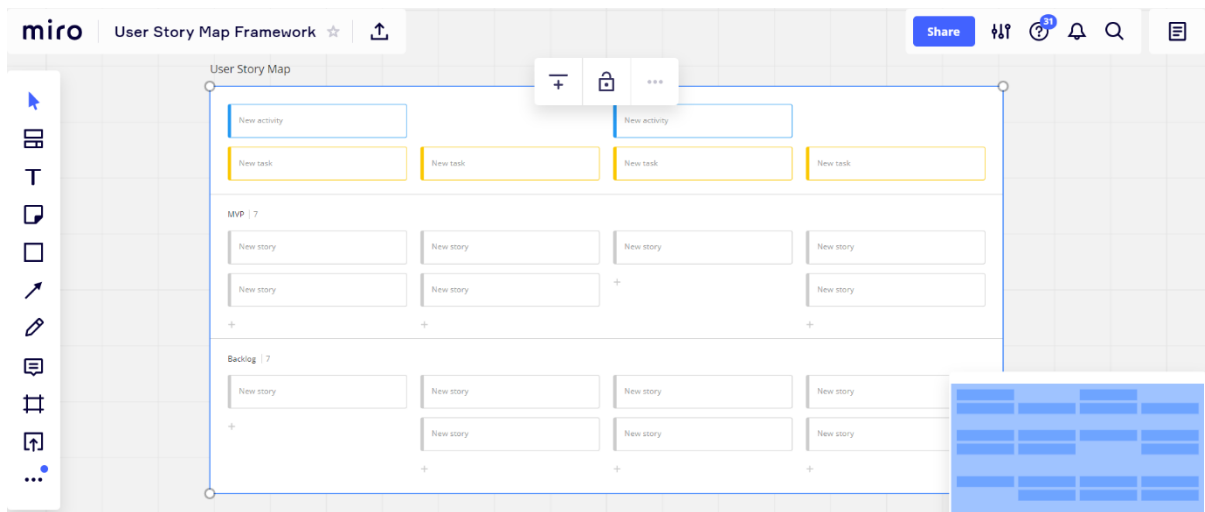 miro User Story Map Framework
Share
31
User Story Map
New activity New activity
New task New task New task New task
MVP | 7
New story New story New story New story
New story New story New story
Backlog | 7
New story New story New story New story
New story New story New story